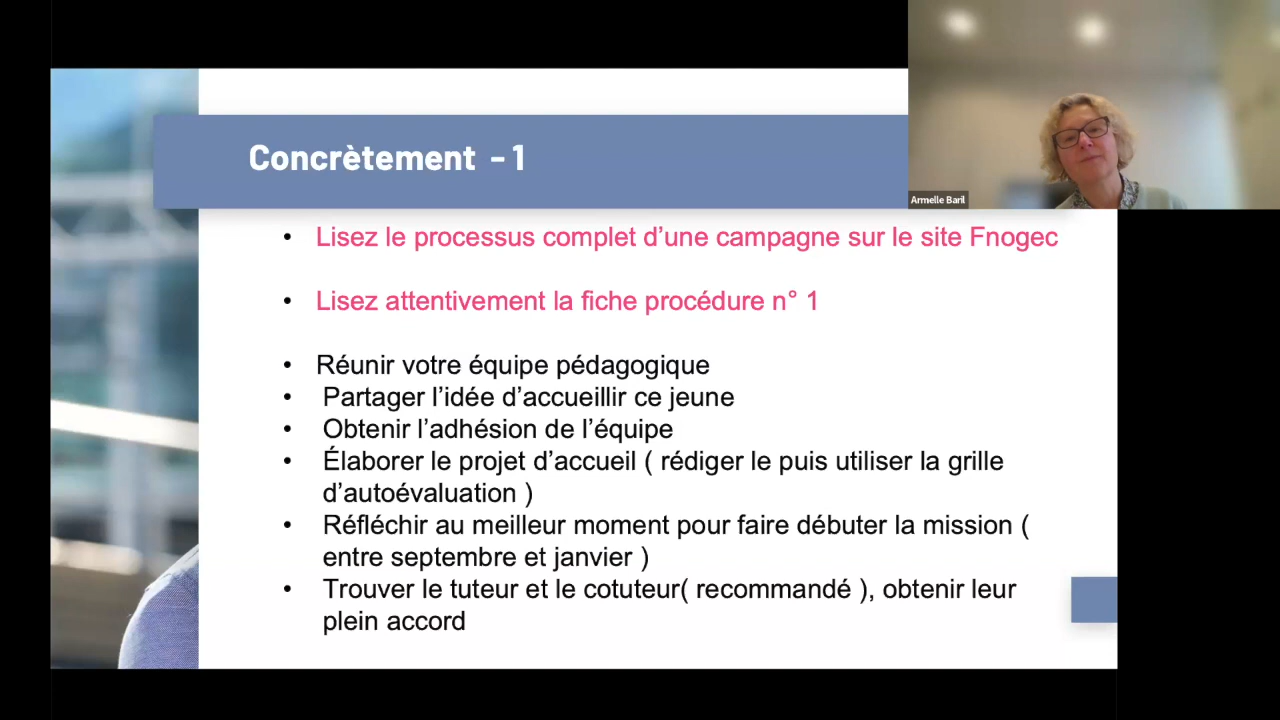 Concrètement - 1
Armelle Baril
• Lisez le processus complet d’une campagne sur le site Fnogec
• Lisez attentivement la fiche procédure n° 1
• Réunir votre équipe pédagogique
• Partager l’idée d’accueillir ce jeune
• Obtenir l’adhésion de l’équipe
• Élaborer le projet d’accueil ( rédiger le puis utiliser la grille
d’autoévaluation )
• Réfléchir au meilleur moment pour faire débuter la mission (
entre septembre et janvier )
• Trouver le tuteur et le cotuteur( recommandé ), obtenir leur
plein accord